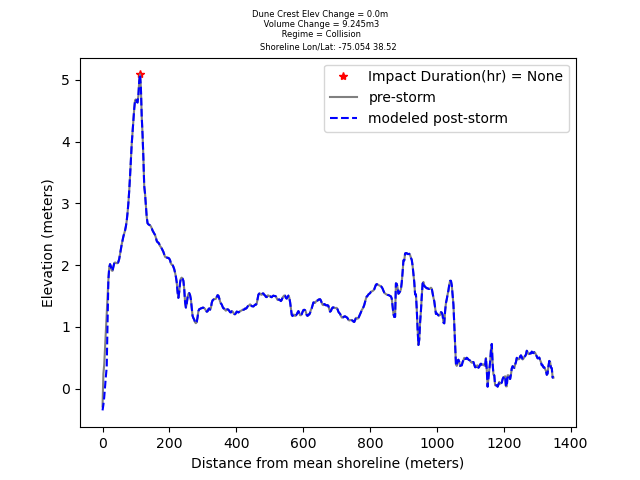 Dune Crest Elev Change = 0.0m
Volume Change = 9.245m3
Regime = Collision
Shoreline Lon/Lat: -75.054 38.52
Impact Duration(hr) = None
pre-storm
modeled post-storm
5
4
3
2
1
0
Elevation (meters)
0 200 400 600 800 1000 1200 1400
Distance from mean shoreline (meters)